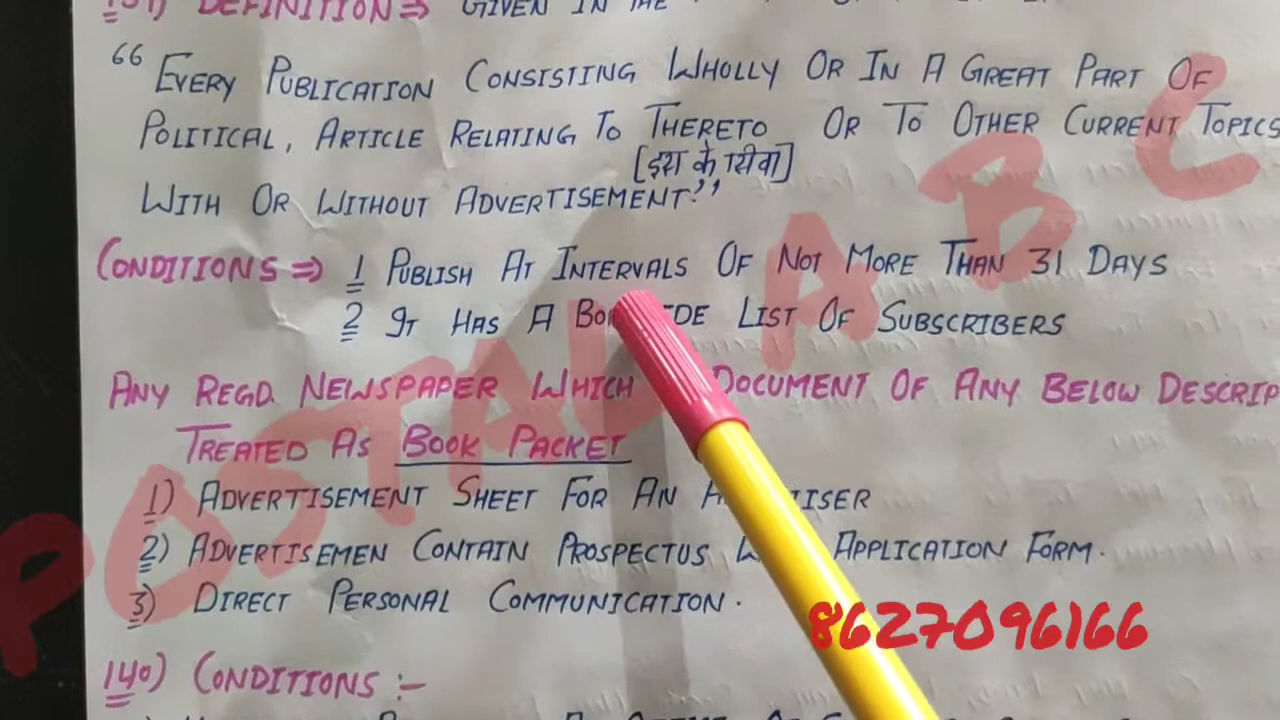 DEFINITION ⇒ GIVEN IN THE
“ EVERY PUBLICATION CONSISTING WHOLLY OR IN A GREAT PART OF
POLITICAL, ARTICLE RELATING TO THERETO OR TO OTHER CURRENT TOPICS
[इस के सिवा]
WITH OR WITHOUT ADVERTISEMENT.”
CONDITIONS ⇒ 1 PUBLISH AT INTERVALS OF NOT MORE THAN 31 DAYS
2 IT HAS A LIST OF SUBSCRIBERS
ANY REGD. NEWSPAPER WHICH DOCUMENT OF ANY BELOW
TREATED AS BOOK PACKET
1) ADVERTISEMENT SHEET FOR AN
2) ADVERTISEMEN CONTAIN PROSPECTUS APPLICATION FORM.
3) DIRECT PERSONAL COMMUNICATION.
8627096166
140) CONDITIONS :-
POSTAL ABC